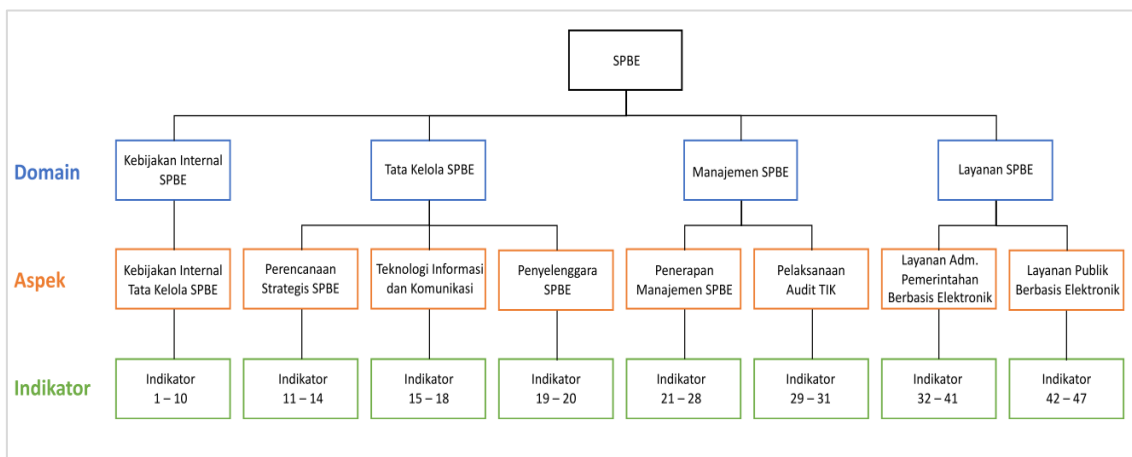 SPBE
Domain
Kebijakan Internal
SPBE
Tata Kelola SPBE
Manajemen SPBE
Layanan SPBE
Aspek
Kebijakan Internal
Tata Kelola SPBE
Perencanaan
Strategis SPBE
Teknologi Informasi
dan Komunikasi
Penyelenggara
SPBE
Penerapan
Manajemen SPBE
Pelaksanaan
Audit TIK
Layanan Adm.
Pemerintahan
Berbasis Elektronik
Layanan Publik
Berbasis Elektronik
Indikator
Indikator
1 – 10
Indikator
11 – 14
Indikator
15 – 18
Indikator
19 – 20
Indikator
21 – 28
Indikator
29 – 31
Indikator
32 – 41
Indikator
42 – 47